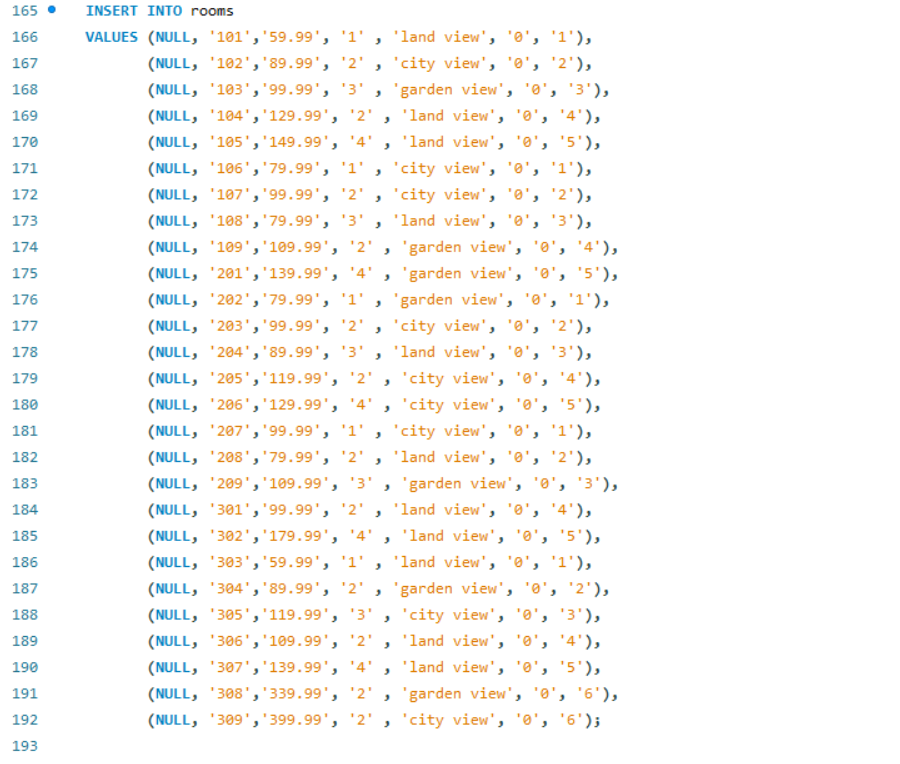 165 INSERT INTO rooms
166 VALUES (NULL, '101','59.99', '1' , 'land view', '0', '1'),
167 (NULL, '102','89.99', '2' , 'city view', '0', '2'),
168 (NULL, '103','99.99', '3' , 'garden view', '0', '3'),
169 (NULL, '104','129.99', '2' , 'land view', '0', '4'),
170 (NULL, '105','149.99', '4' , 'land view', '0', '5'),
171 (NULL, '106','79.99', '1' , 'city view', '0', '1'),
172 (NULL, '107','99.99', '2' , 'city view', '0', '2'),
173 (NULL, '108','79.99', '3' , 'land view', '0', '3'),
174 (NULL, '109','109.99', '2' , 'garden view', '0', '4'),
175 (NULL, '201','139.99', '4' , 'garden view', '0', '5'),
176 (NULL, '202','79.99', '1' , 'garden view', '0', '1'),
177 (NULL, '203','99.99', '2' , 'city view', '0', '2'),
178 (NULL, '204','89.99', '3' , 'land view', '0', '3'),
179 (NULL, '205','119.99', '2' , 'city view', '0', '4'),
180 (NULL, '206','129.99', '4' , 'city view', '0', '5'),
181 (NULL, '207','99.99', '1' , 'city view', '0', '1'),
182 (NULL, '208','79.99', '2' , 'land view', '0', '2'),
183 (NULL, '209','109.99', '3' , 'garden view', '0', '3'),
184 (NULL, '301','99.99', '2' , 'land view', '0', '4'),
185 (NULL, '302','179.99', '4' , 'land view', '0', '5'),
186 (NULL, '303','59.99', '1' , 'land view', '0', '1'),
187 (NULL, '304','89.99', '2' , 'garden view', '0', '2'),
188 (NULL, '305','119.99', '3' , 'city view', '0', '3'),
189 (NULL, '306','109.99', '2' , 'land view', '0', '4'),
190 (NULL, '307','139.99', '4' , 'land view', '0', '5'),
191 (NULL, '308','339.99', '2' , 'garden view', '0', '6'),
192 (NULL, '309','399.99', '2' , 'city view', '0', '6');
193